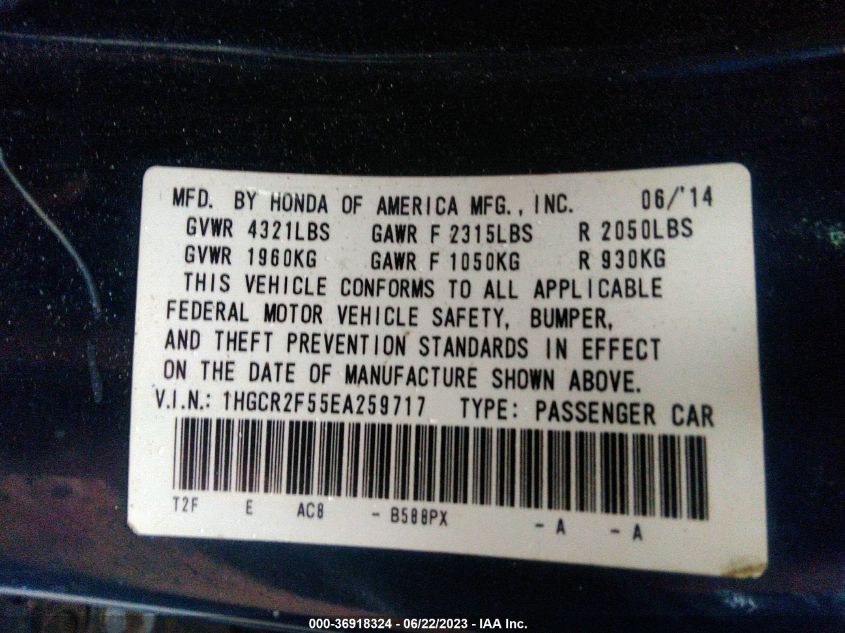 MFD. BY HONDA OF AMERICA MFG., INC. 06/'14
GVWR 4321LBS GAWR F 2315LBS R 2050LBS
GVWR 1960KG GAWR F 1050KG R 930KG
THIS VEHICLE CONFORMS TO ALL APPLICABLE
FEDERAL MOTOR VEHICLE SAFETY, BUMPER,
AND THEFT PREVENTION STANDARDS IN EFFECT
ON THE DATE OF MANUFACTURE SHOWN ABOVE.
V.I.N.: 1HGCR2F55EA259717 TYPE: PASSENGER CAR
T2F E AC8 - B588PX - A - A
000-36918324 - 06/22/2023 - IAA Inc.